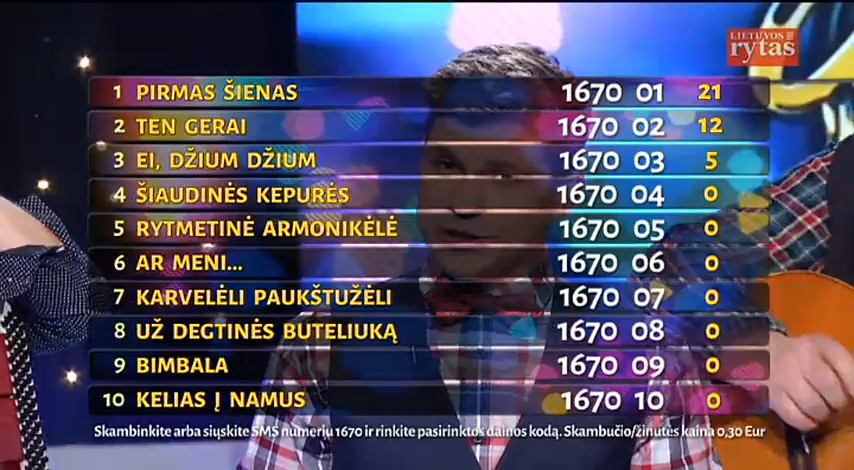 LIETUVOS
rytas
1 PIRMAS ŠIENAS 1670 01 21
2 TEN GERAI 1670 02 12
3 EI, DŽIUM DŽIUM 1670 03 5
4 ŠIAUDINĖS KEPURĖS 1670 04 0
5 RYTMETINĖ ARMONIKĖLĖ 1670 05 0
6 AR MENI... 1670 06 0
7 KARVELĖLI PAUKŠTUŽĖLI 1670 07 0
8 UŽ DEGTINĖS BUTELIUKĄ 1670 08 0
9 BIMBALA 1670 09 0
10 KELIAS Į NAMUS 1670 10 0
Skambinkite arba siųskite SMS numeriu 1670 ir rinkite pasirinktos dainos kodą. Skambučio/žinutės kaina 0,30 Eur